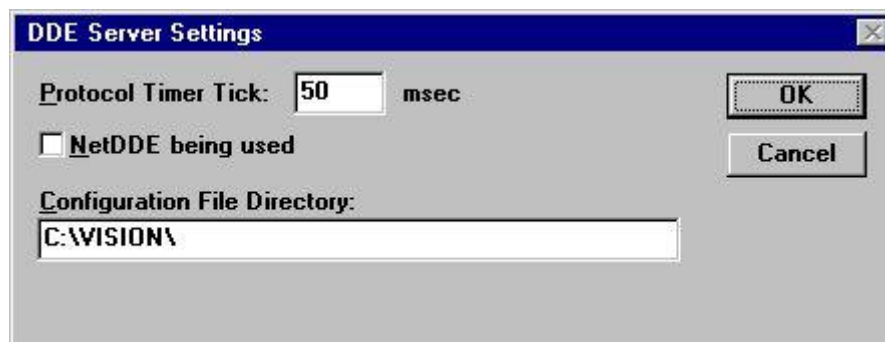 DDE Server Settings
Protocol Timer Tick: 50 msec
OK
NetDDE being used
Cancel
Configuration File Directory:
C:\VISION\